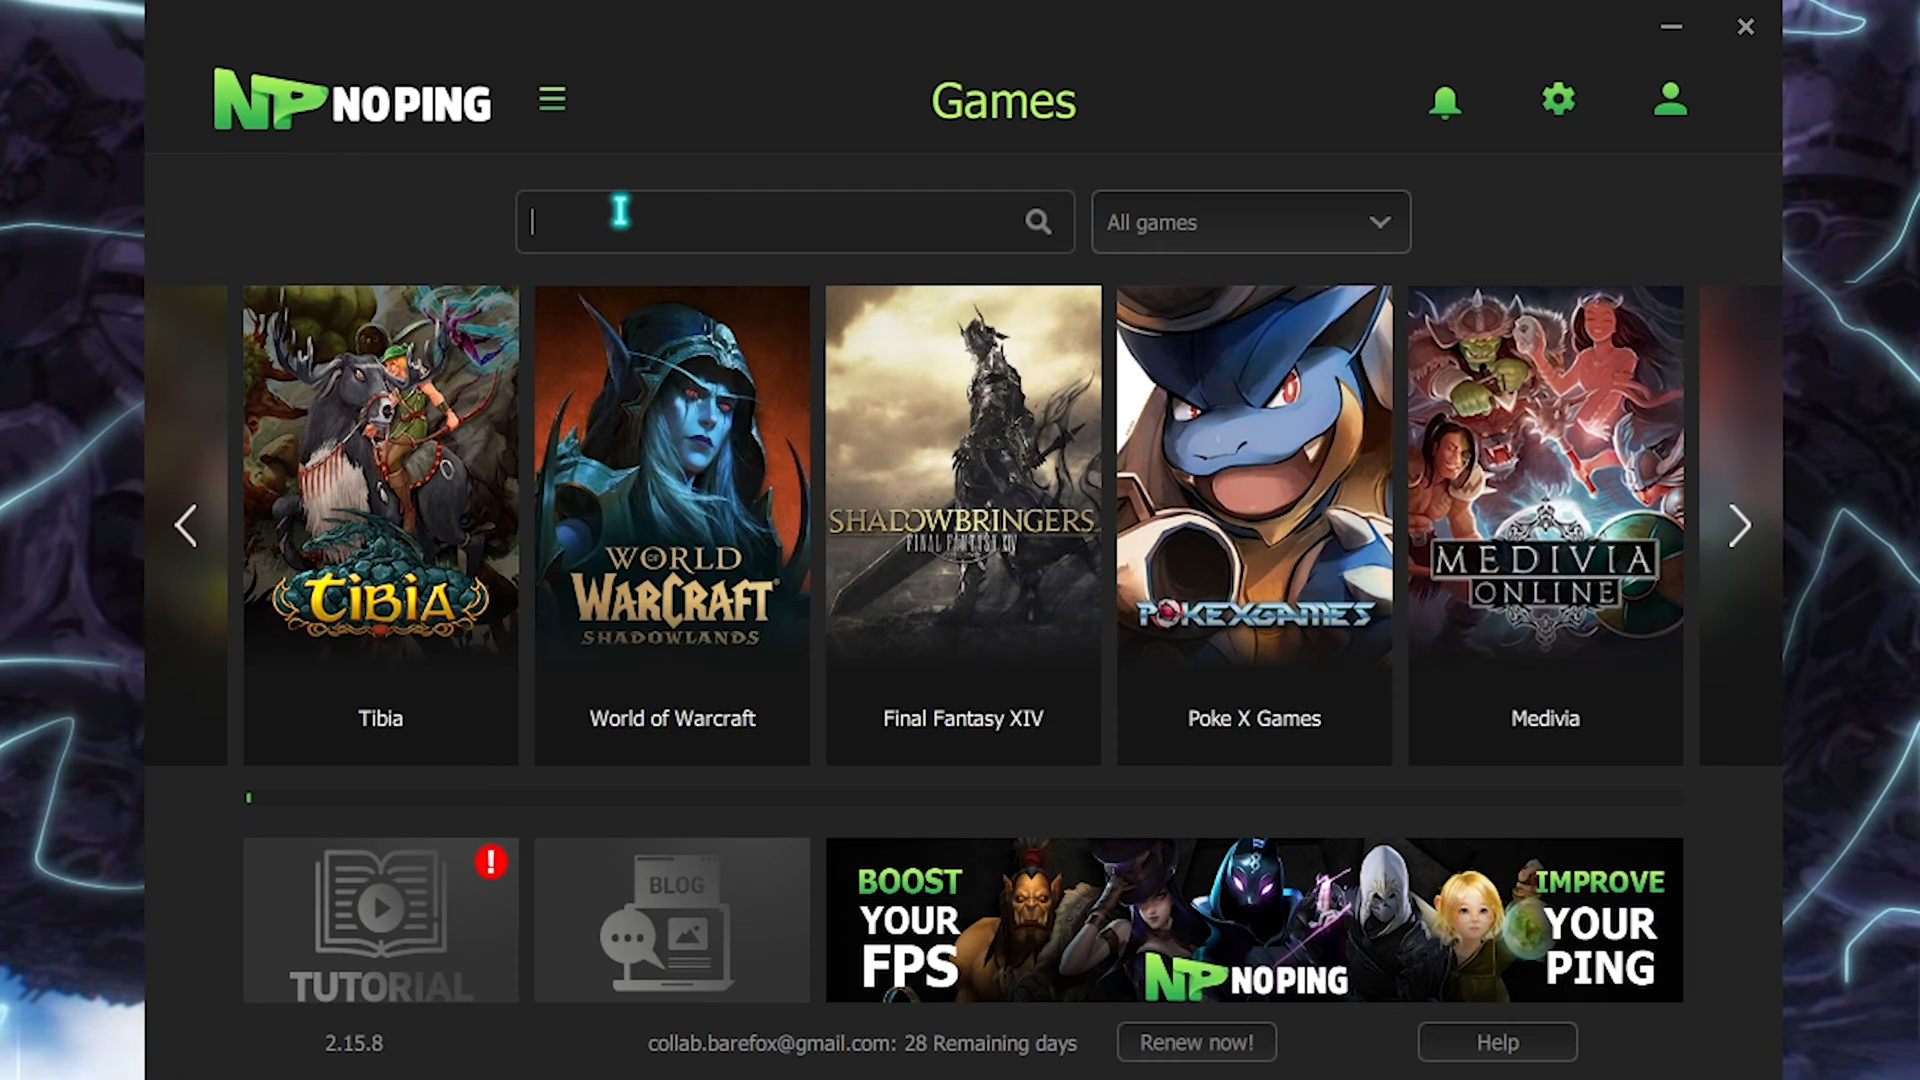 NP NOPING
Games
All games
TIBIA
WORLD OF
WARCRAFT
SHADOWLANDS
SHADOWBRINGERS
FINAL FANTASY XIV
POKEXGAMES
MEDIVIA
ONLINE
Tibia
World of Warcraft
Final Fantasy XIV
Poke X Games
Medivia
!
TUTORIAL
BLOG
BOOST
YOUR
FPS
NP NOPING
IMPROVE
YOUR
PING
2.15.8
collab.barefox@gmail.com: 28 Remaining days
Renew now!
Help